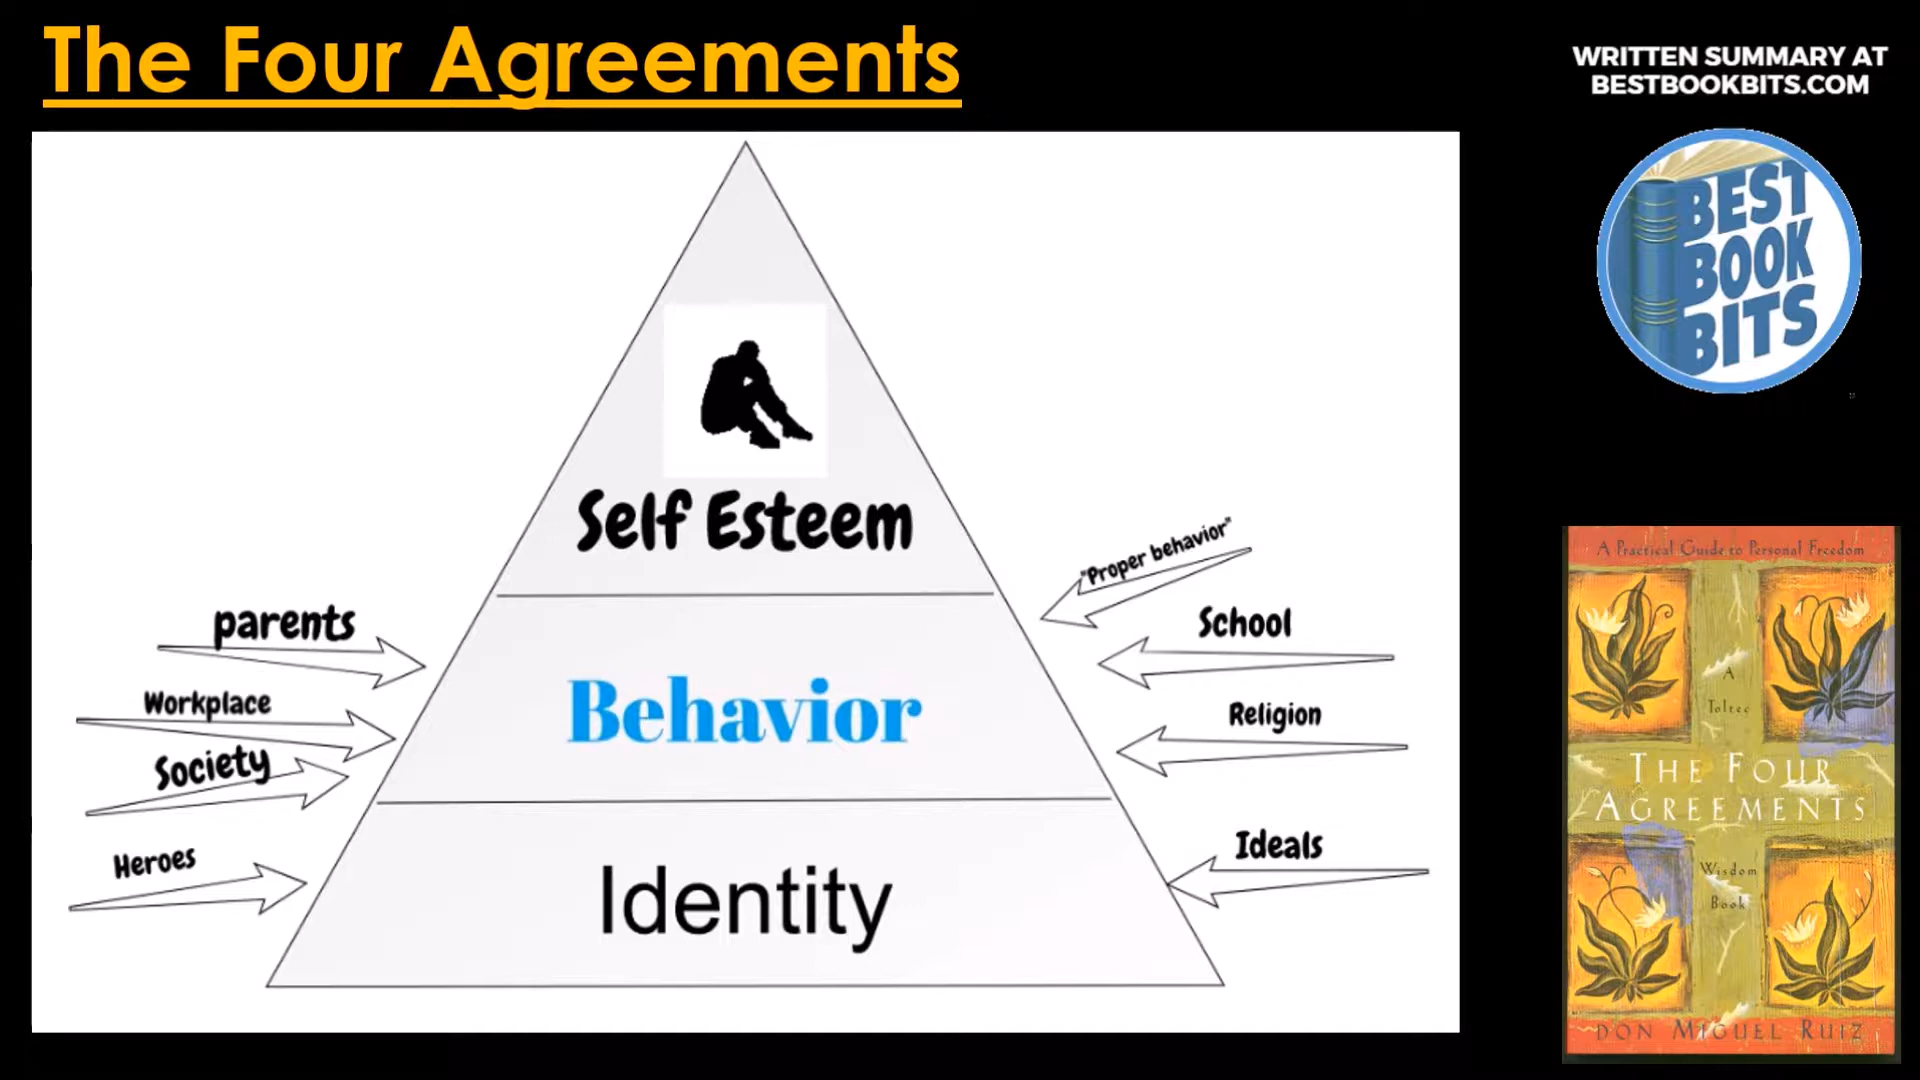 The Four Agreements
WRITTEN SUMMARY AT
BESTBOOKBITS.COM
BEST
BOOK
BITS
Self Esteem
"Proper behavior"
parents
School
Workplace
Behavior
Religion
Society
Heroes
Identity
Ideals
A Practical Guide to Personal Freedom
A
Toltec
THE FOUR
AGREEMENTS
Wisdom
Book
DON MIGUEL RUIZ